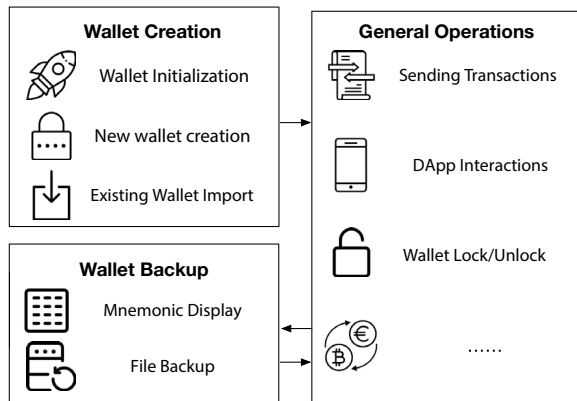 Wallet Creation
Wallet Initialization
New wallet creation
Existing Wallet Import
Wallet Backup
Mnemonic Display
File Backup
General Operations
Sending Transactions
DApp Interactions
Wallet Lock/Unlock
......